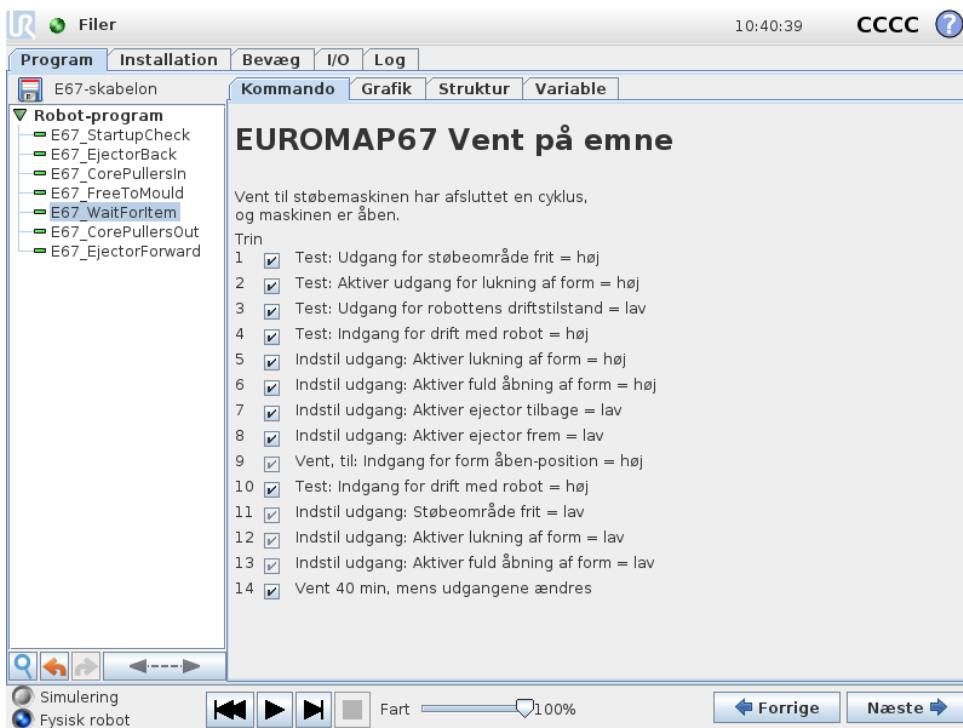 UR Filer 10:40:39 CCCC ?
Program Installation Bevæg I/O Log
E67-skabelon Kommando Grafik Struktur Variable
Robot-program
E67_StartupCheck
E67_EjectorBack
E67_CorePullersIn
E67_FreeToMould
E67_WaitForItem
E67_CorePullersOut
E67_EjectorForward
EUROMAP67 Vent på emne
Vent til støbemaskinen har afsluttet en cyklus,
og maskinen er åben.
Trin
1 Test: Udgang for støbeområde frit = høj
2 Test: Aktiver udgang for lukning af form = høj
3 Test: Udgang for robottens driftstilstand = lav
4 Test: Indgang for drift med robot = høj
5 Indstil udgang: Aktiver lukning af form = høj
6 Indstil udgang: Aktiver fuld åbning af form = høj
7 Indstil udgang: Aktiver ejector tilbage = lav
8 Indstil udgang: Aktiver ejector frem = lav
9 Vent, til: Indgang for form åben-position = høj
10 Test: Indgang for drift med robot = høj
11 Indstil udgang: Støbeområde frit = lav
12 Indstil udgang: Aktiver lukning af form = lav
13 Indstil udgang: Aktiver fuld åbning af form = lav
14 Vent 40 min, mens udgangene ændres
Simulering
Fysisk robot
Fart 100%
Forrige Næste